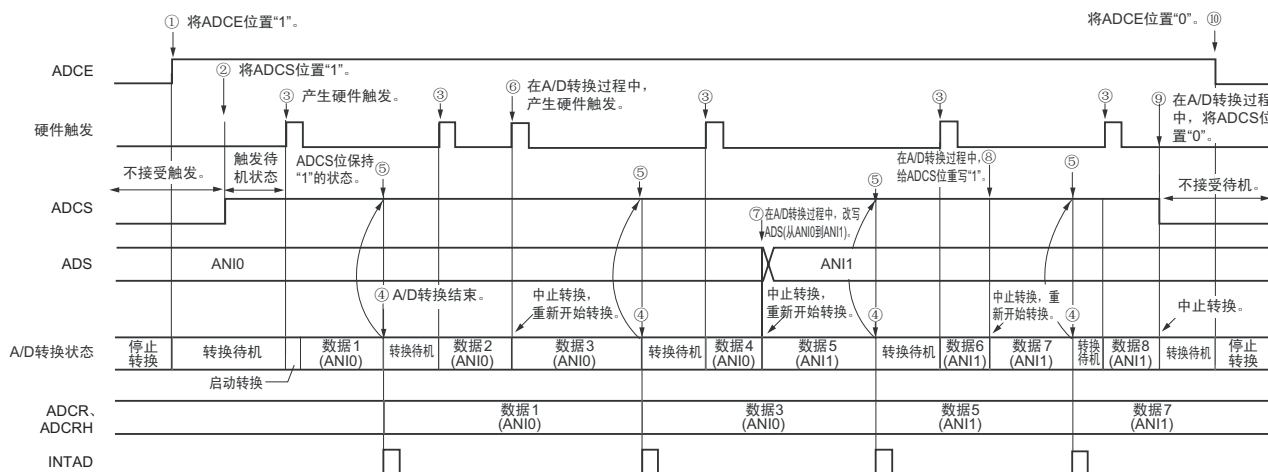 ① 将ADCE位置“1”。
将ADCE位置“0”。 ⑩
ADCE
② 将ADCS位置“1”。
③ 产生硬件触发。
③
⑥ 在A/D转换过程中，
产生硬件触发。
③
③
③
⑨ 在A/D转换过程
中，将ADCS位
置“0”。
硬件触发
不接受触发。
触发待
机状态
ADCS位保持
“1”的状态。
⑤
⑤
⑤
在A/D转换过程中，
给ADCS位重写“1”。
⑧
⑤
不接受待机。
ADCS
⑦ 在A/D转换过程中，改写
ADS(从ANI0到ANI1)。
ADS
ANI0
ANI1
④ A/D转换结束。
中止转换，
重新开始转换。
④
中止转换，
重新开始转换。
④
中止转换，重
新开始转换。
④
中止转换。
A/D转换状态
停止
转换
转换待机
启动转换
数据1
(ANI0)
转换待机
数据2
(ANI0)
数据3
(ANI0)
转换待机
数据4
(ANI0)
数据5
(ANI1)
转换待机
数据6
(ANI1)
数据7
(ANI1)
转换
待机
数据8
(ANI1)
转换待机
停止
转换
ADCR、
ADCRH
数据1
(ANI0)
数据3
(ANI0)
数据5
(ANI1)
数据7
(ANI1)
INTAD